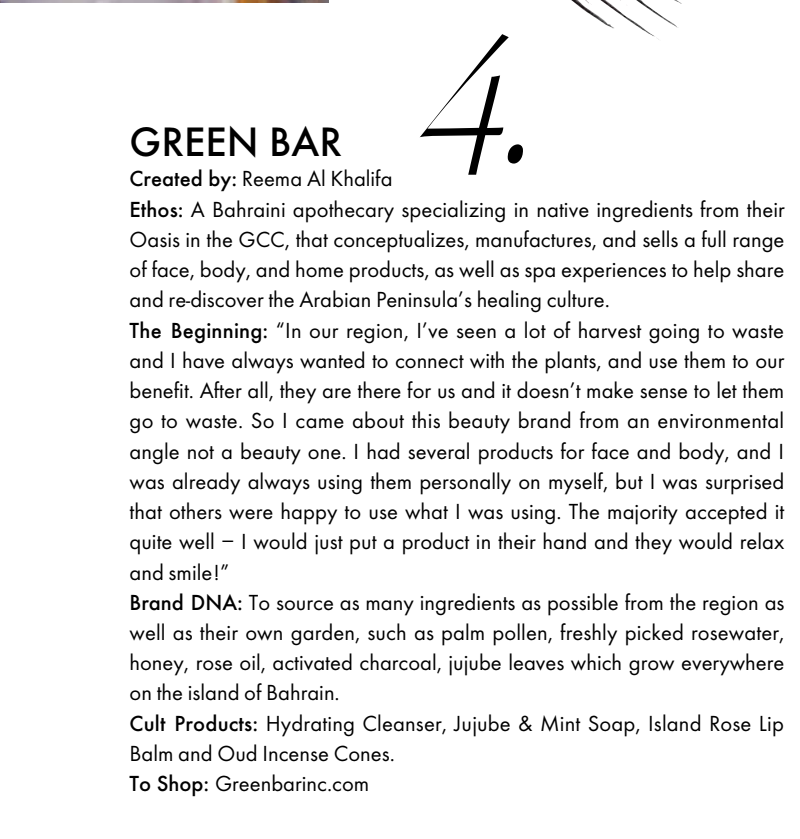 4.
GREEN BAR
Created by: Reema Al Khalifa
Ethos: A Bahraini apothecary specializing in native ingredients from their
Oasis in the GCC, that conceptualizes, manufactures, and sells a full range
of face, body, and home products, as well as spa experiences to help share
and re-discover the Arabian Peninsula’s healing culture.
The Beginning: “In our region, I’ve seen a lot of harvest going to waste
and I have always wanted to connect with the plants, and use them to our
benefit. After all, they are there for us and it doesn’t make sense to let them
go to waste. So I came about this beauty brand from an environmental
angle not a beauty one. I had several products for face and body, and I
was already always using them personally on myself, but I was surprised
that others were happy to use what I was using. The majority accepted it
quite well – I would just put a product in their hand and they would relax
and smile!”
Brand DNA: To source as many ingredients as possible from the region as
well as their own garden, such as palm pollen, freshly picked rosewater,
honey, rose oil, activated charcoal, jujube leaves which grow everywhere
on the island of Bahrain.
Cult Products: Hydrating Cleanser, Jujube & Mint Soap, Island Rose Lip
Balm and Oud Incense Cones.
To Shop: Greenbarinc.com